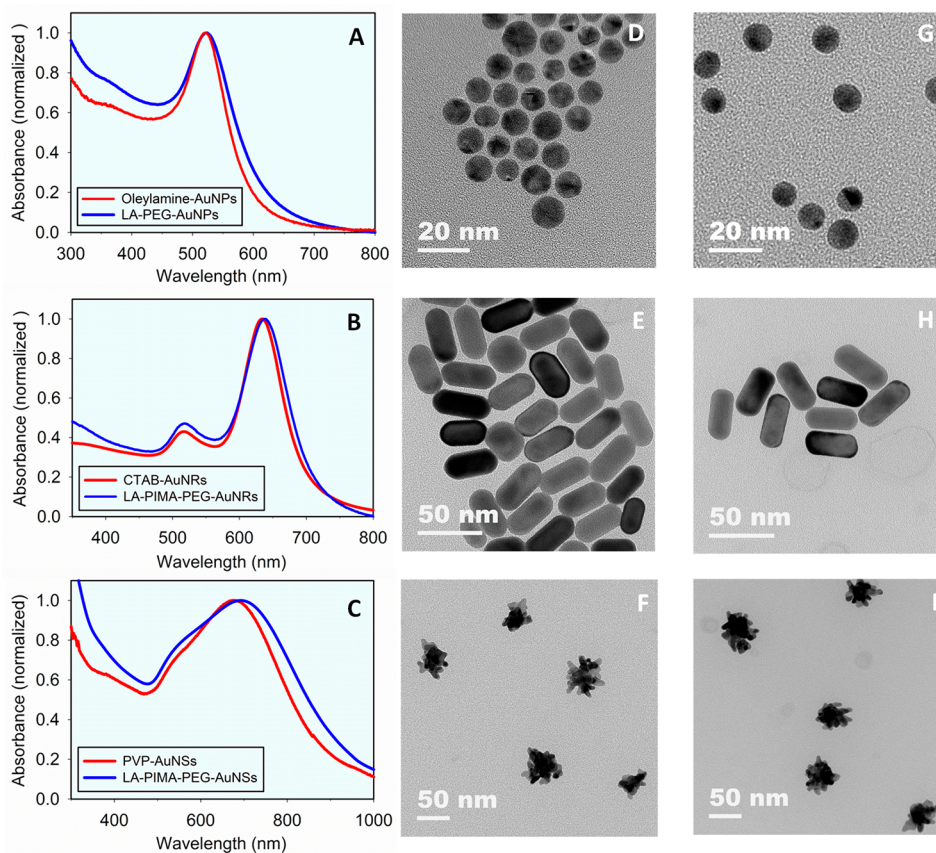 A
Absorbance (normalized)
1.0
0.8
0.6
0.4
0.2
0.0
Oleylamine-AuNPs
LA-PEG-AuNPs
300 400 500 600 700 800
Wavelength (nm)
D
20 nm
G
20 nm
B
Absorbance (normalized )
1.0
0.8
0.6
0.4
0.2
0.0
CTAB-AuNRs
LA-PIMA-PEG-AuNRs
400 500 600 700 800
Wavelength (nm)
E
50 nm
H
50 nm
C
Absorbance (normalized)
1.0
0.8
0.6
0.4
0.2
0.0
PVP-AuNSs
LA-PIMA-PEG-AuNSs
400 600 800 1000
Wavelength (nm)
F
50 nm
50 nm